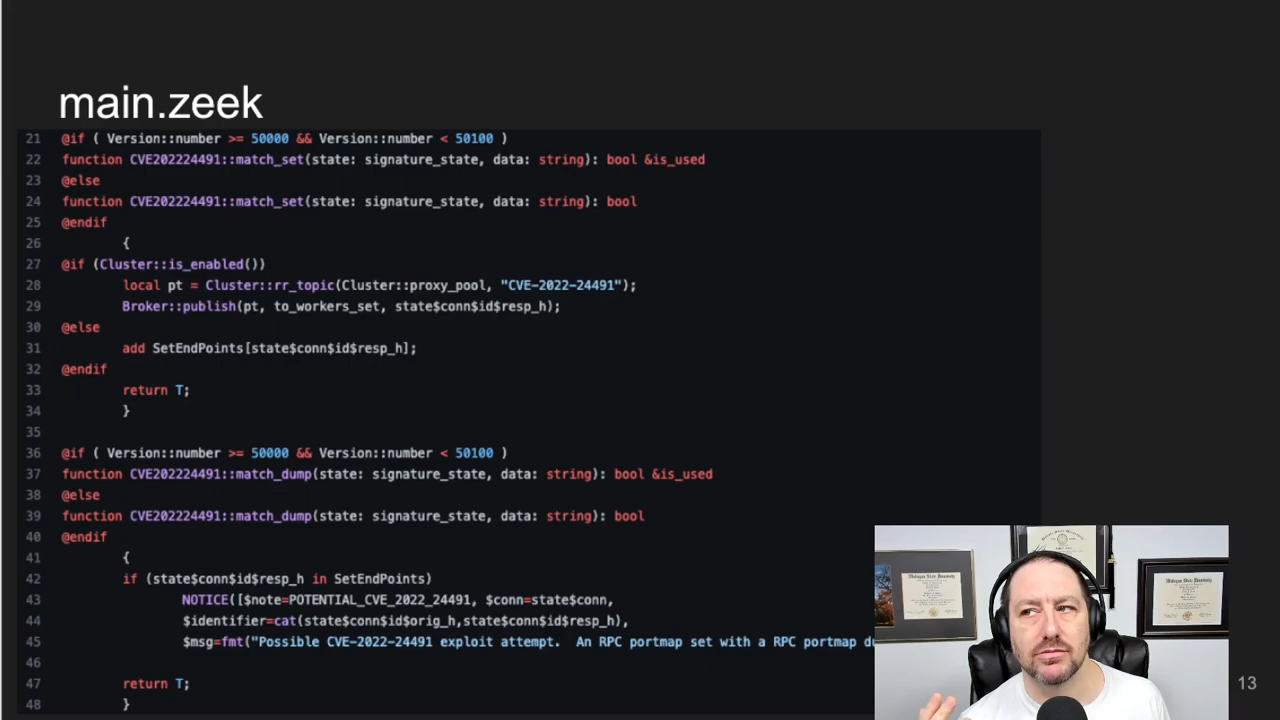 main.zeek
21 @if ( Version::number >= 50000 && Version::number < 50100 )
22 function CVE202224491::match_set(state: signature_state, data: string): bool &is_used
23 @else
24 function CVE202224491::match_set(state: signature_state, data: string): bool
25 @endif
26 {
27 @if (Cluster::is_enabled())
28 local pt = Cluster::rr_topic(Cluster::proxy_pool, "CVE-2022-24491");
29 Broker::publish(pt, to_workers_set, state$conn$id$resp_h);
30 @else
31 add SetEndPoints[state$conn$id$resp_h];
32 @endif
33 return T;
34 }
35
36 @if ( Version::number >= 50000 && Version::number < 50100 )
37 function CVE202224491::match_dump(state: signature_state, data: string): bool &is_used
38 @else
39 function CVE202224491::match_dump(state: signature_state, data: string): bool
40 @endif
41 {
42 if (state$conn$id$resp_h in SetEndPoints)
43 NOTICE([$note=POTENTIAL_CVE_2022_24491, $conn=state$conn,
44 $identifier=cat(state$conn$id$orig_h,state$conn$id$resp_h),
45 $msg=fmt("Possible CVE-2022-24491 exploit attempt.  An RPC portmap set with a RPC portmap
46
47 return T;
48 }
13